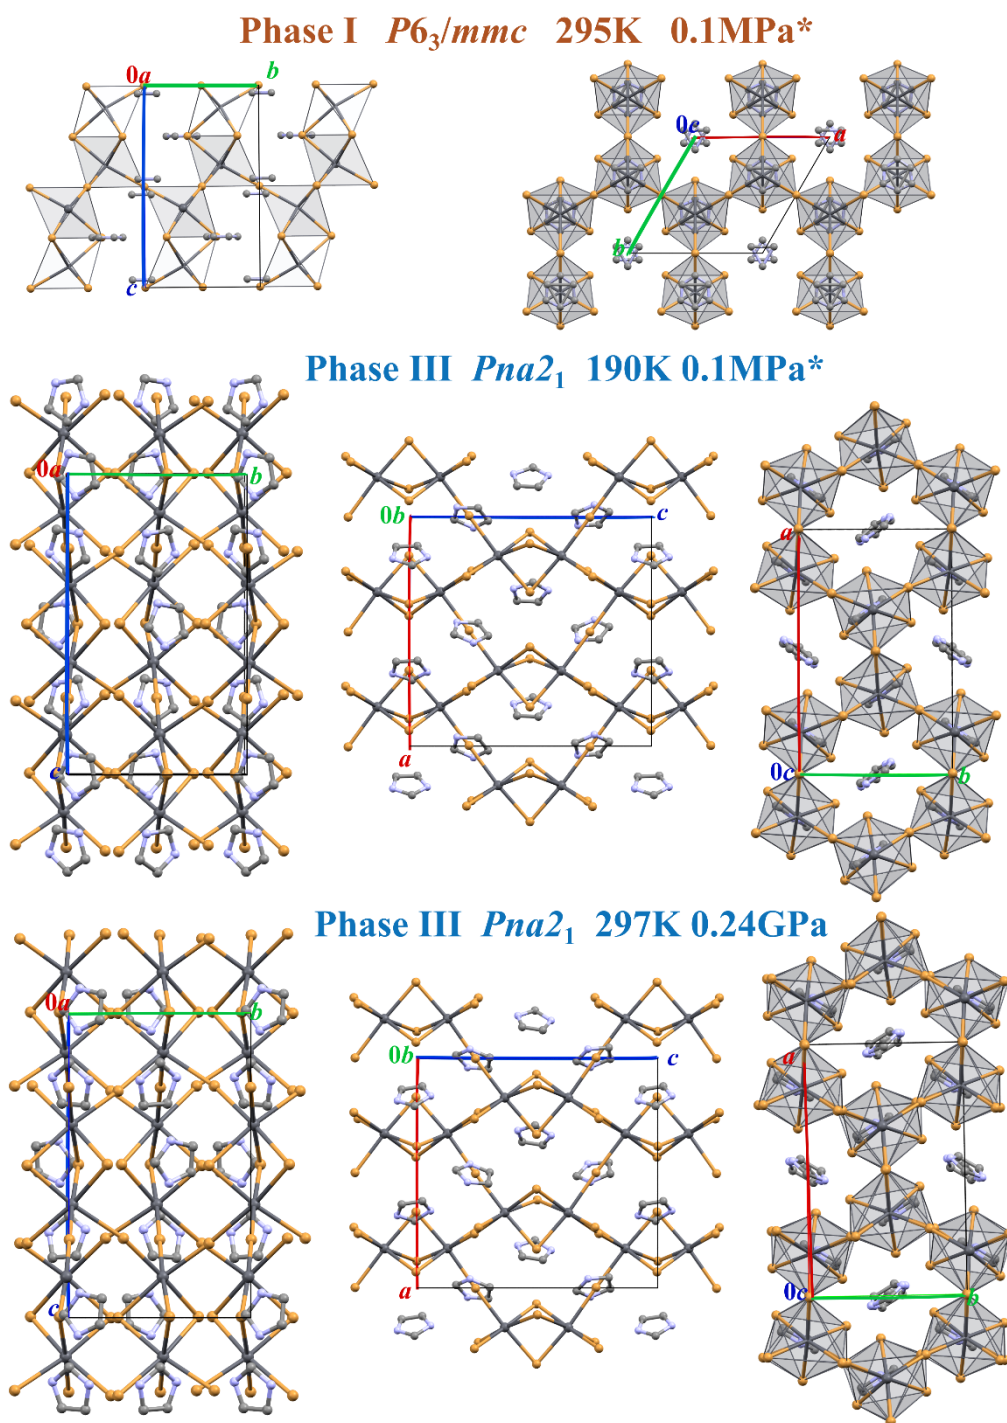 Phase I P6₃/mmc 295K 0.1MPa*
0a b
c
0c a
b
Phase III Pna2₁ 190K 0.1MPa*
0a b
c
0b c
a
a
0c b
Phase III Pna2₁ 297K 0.24GPa
0a b
c
0b c
a
a
0c b